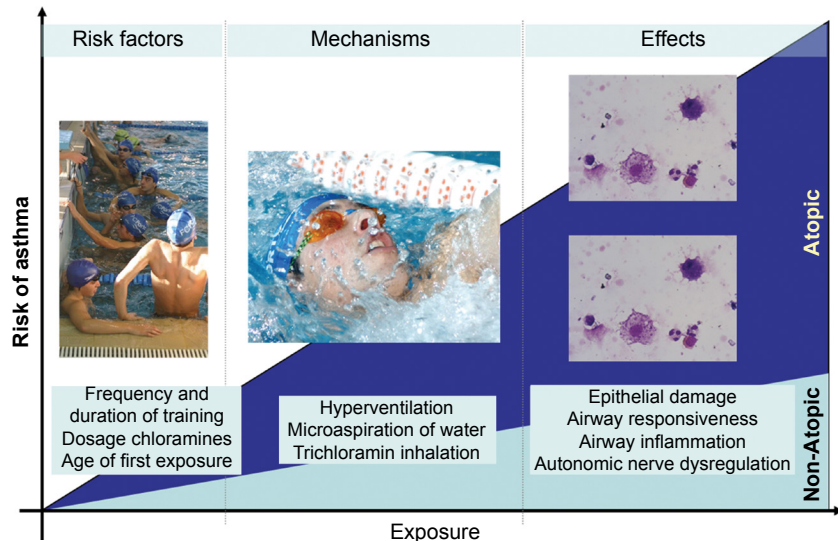 Risk factors
Mechanisms
Effects
Risk of asthma
Atopic
Non-Atopic
Frequency and
duration of training
Dosage chloramines
Age of first exposure
Hyperventilation
Microaspiration of water
Trichloramin inhalation
Epithelial damage
Airway responsiveness
Airway inflammation
Autonomic nerve dysregulation
Exposure